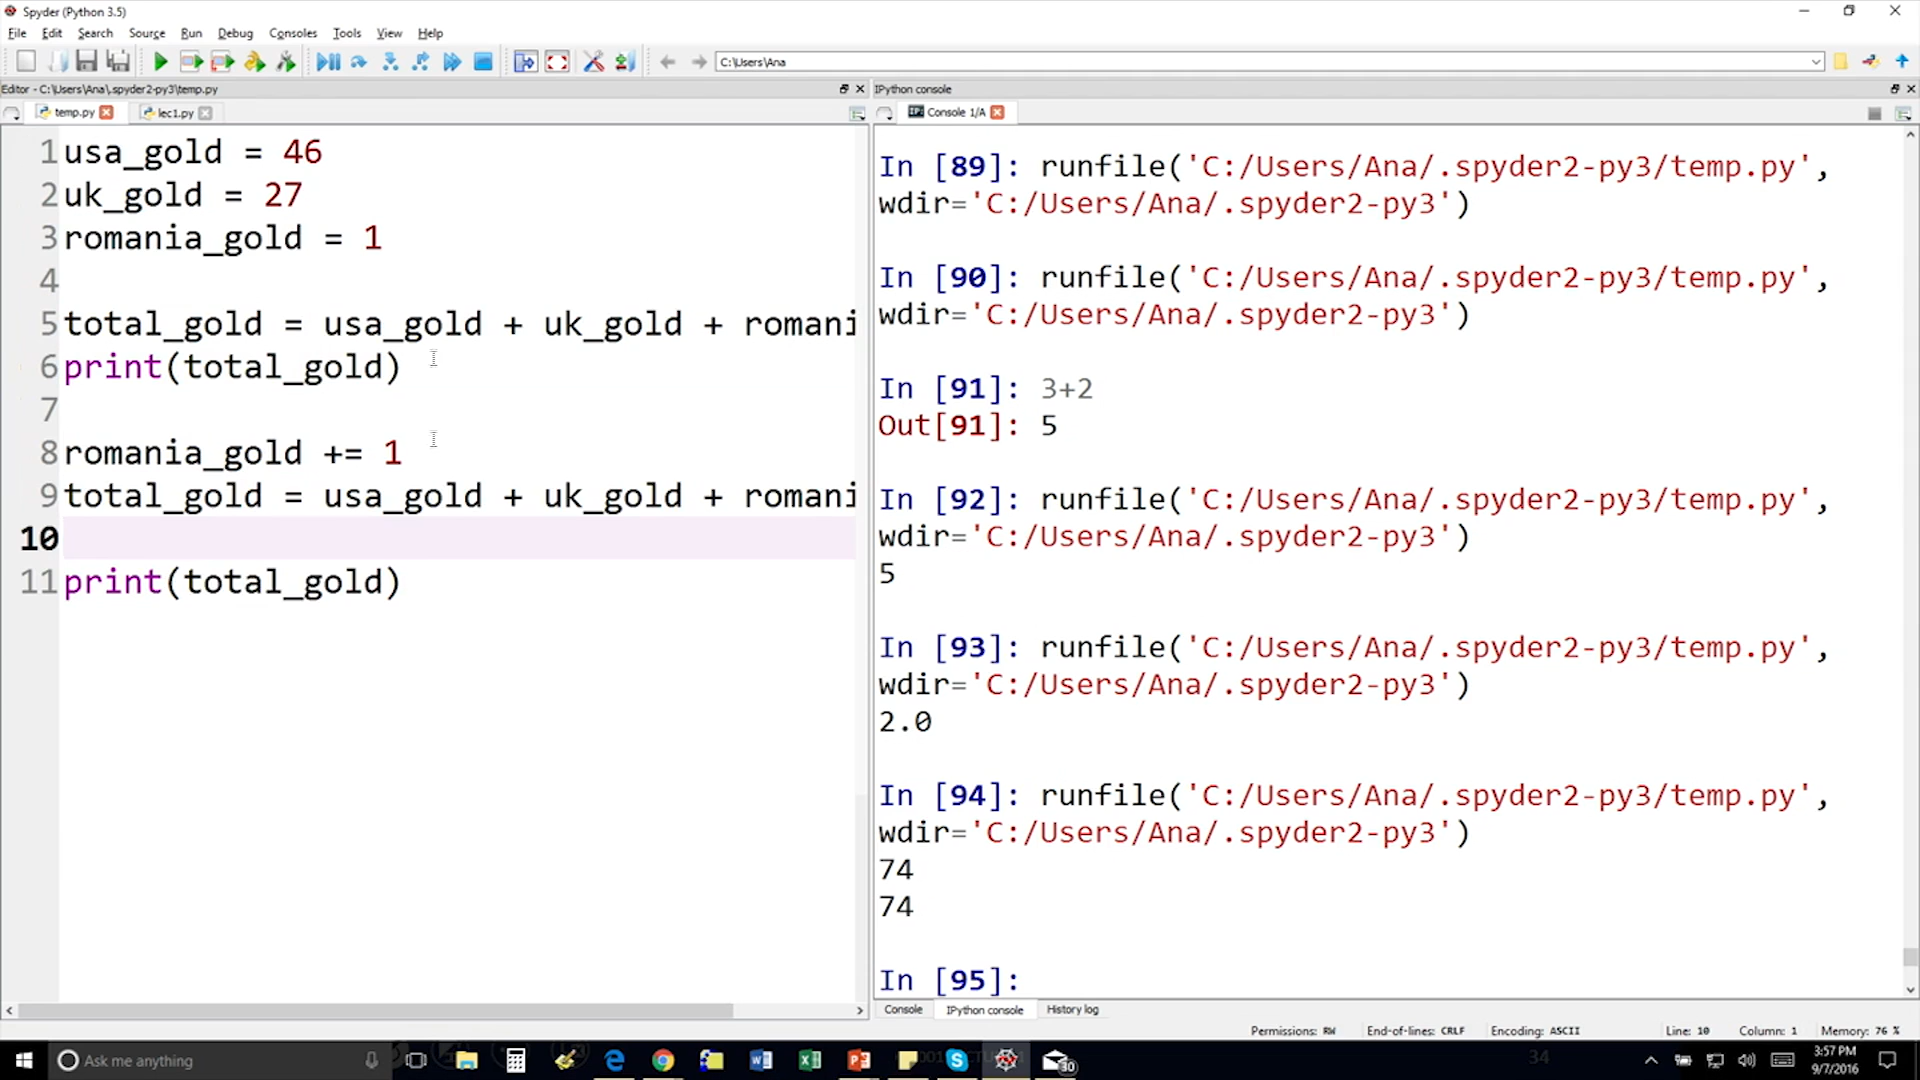 Spyder (Python 3.5)
File Edit Search Source Run Debug Consoles Tools View Help
C:\Users\Ana
Editor - C:\Users\Ana\.spyder2-py3\temp.py
temp.py
lec1.py
1 usa_gold = 46
2 uk_gold = 27
3 romania_gold = 1
4
5 total_gold = usa_gold + uk_gold + romani
6 print(total_gold)
7
8 romania_gold += 1
9 total_gold = usa_gold + uk_gold + romani
10
11 print(total_gold)
IPython console
Console 1/A
In [89]: runfile('C:/Users/Ana/.spyder2-py3/temp.py',
wdir='C:/Users/Ana/.spyder2-py3')
In [90]: runfile('C:/Users/Ana/.spyder2-py3/temp.py',
wdir='C:/Users/Ana/.spyder2-py3')
In [91]: 3+2
Out[91]: 5
In [92]: runfile('C:/Users/Ana/.spyder2-py3/temp.py',
wdir='C:/Users/Ana/.spyder2-py3')
5
In [93]: runfile('C:/Users/Ana/.spyder2-py3/temp.py',
wdir='C:/Users/Ana/.spyder2-py3')
2.0
In [94]: runfile('C:/Users/Ana/.spyder2-py3/temp.py',
wdir='C:/Users/Ana/.spyder2-py3')
74
74
In [95]:
Console IPython console History log
Permissions: RW End-of-lines: CRLF Encoding: ASCII Line: 10 Column: 1 Memory: 76 %
Ask me anything
30
34
3:57 PM
9/7/2016